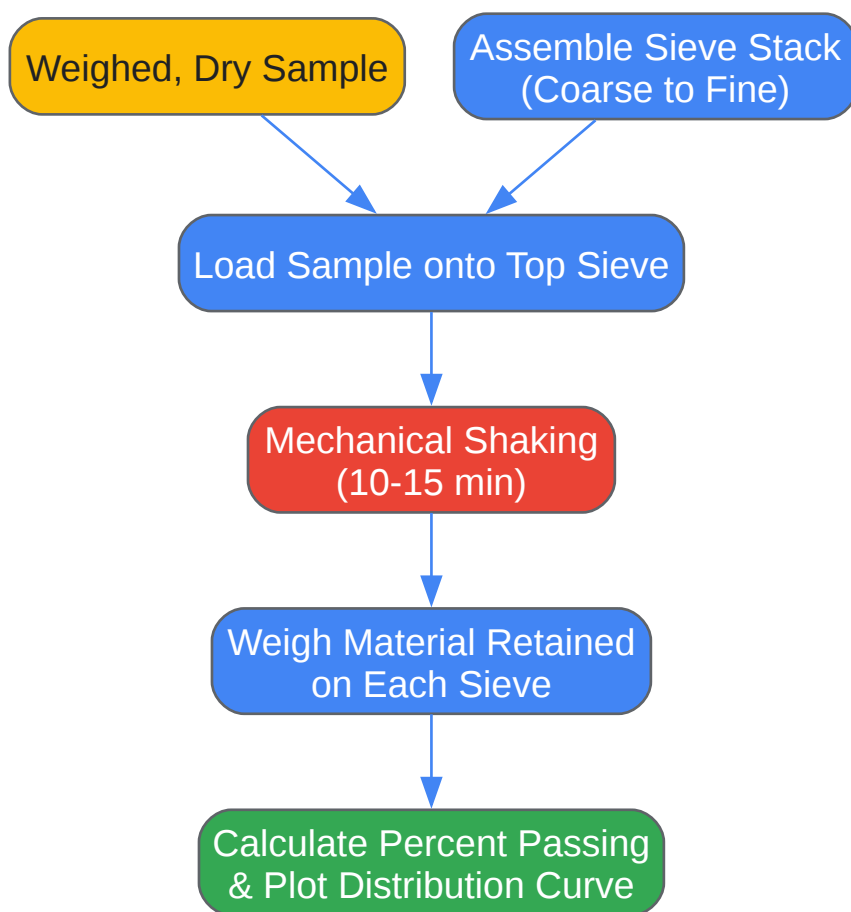 Weighed, Dry Sample
Assemble Sieve Stack
(Coarse to Fine)
Load Sample onto Top Sieve
Mechanical Shaking
(10-15 min)
Weigh Material Retained
on Each Sieve
Calculate Percent Passing
& Plot Distribution Curve